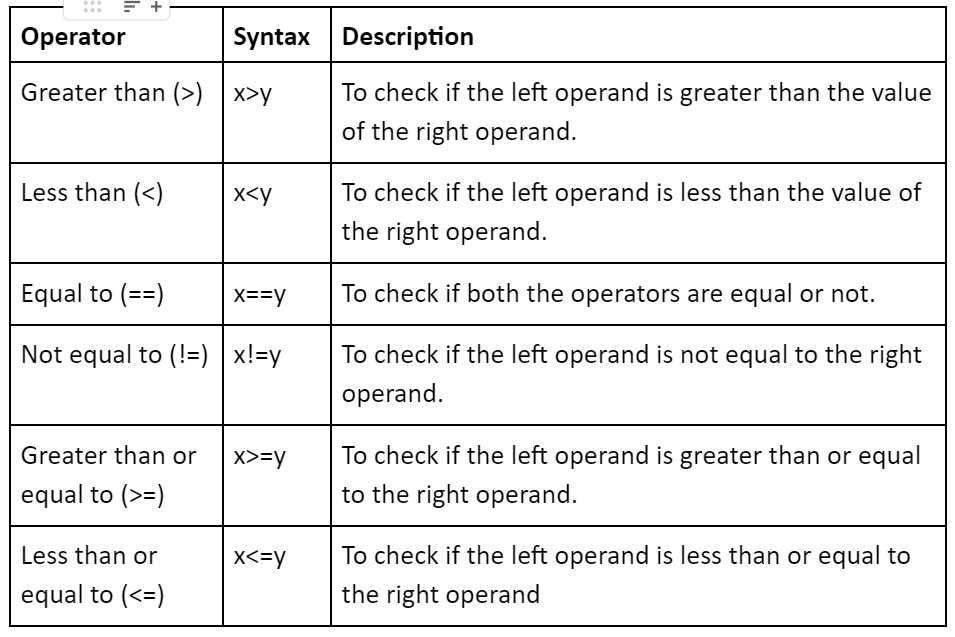 Operator Syntax Description
Greater than (>) x>y To check if the left operand is greater than the value
of the right operand.
Less than (<) x<y To check if the left operand is less than the value of
the right operand.
Equal to (==) x==y To check if both the operators are equal or not.
Not equal to (!=) x!=y To check if the left operand is not equal to the right
operand.
Greater than or x>=y To check if the left operand is greater than or equal
equal to (>=) to the right operand.
Less than or x<=y To check if the left operand is less than or equal to
equal to (<=) the right operand